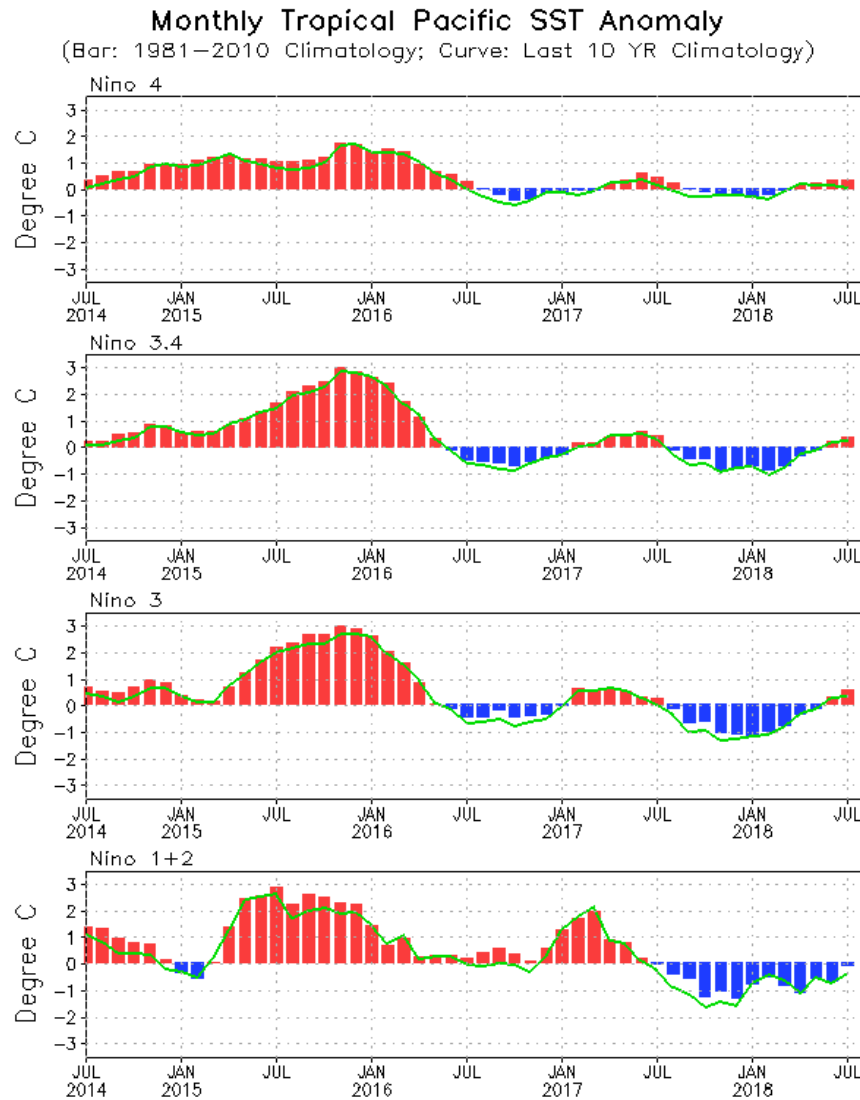 Monthly Tropical Pacific SST Anomaly
(Bar: 1981-2010 Climatology; Curve: Last 10 YR Climatology)
Nino 4
Degree C
3
2
1
0
-1
-2
-3
JUL JAN JUL JAN JUL JAN JUL JAN JUL
2014 2015 2016 2017 2018
Nino 3.4
Degree C
3
2
1
0
-1
-2
-3
JUL JAN JUL JAN JUL JAN JUL JAN JUL
2014 2015 2016 2017 2018
Nino 3
Degree C
3
2
1
0
-1
-2
-3
JUL JAN JUL JAN JUL JAN JUL JAN JUL
2014 2015 2016 2017 2018
Nino 1+2
Degree C
3
2
1
0
-1
-2
-3
JUL JAN JUL JAN JUL JAN JUL JAN JUL
2014 2015 2016 2017 2018